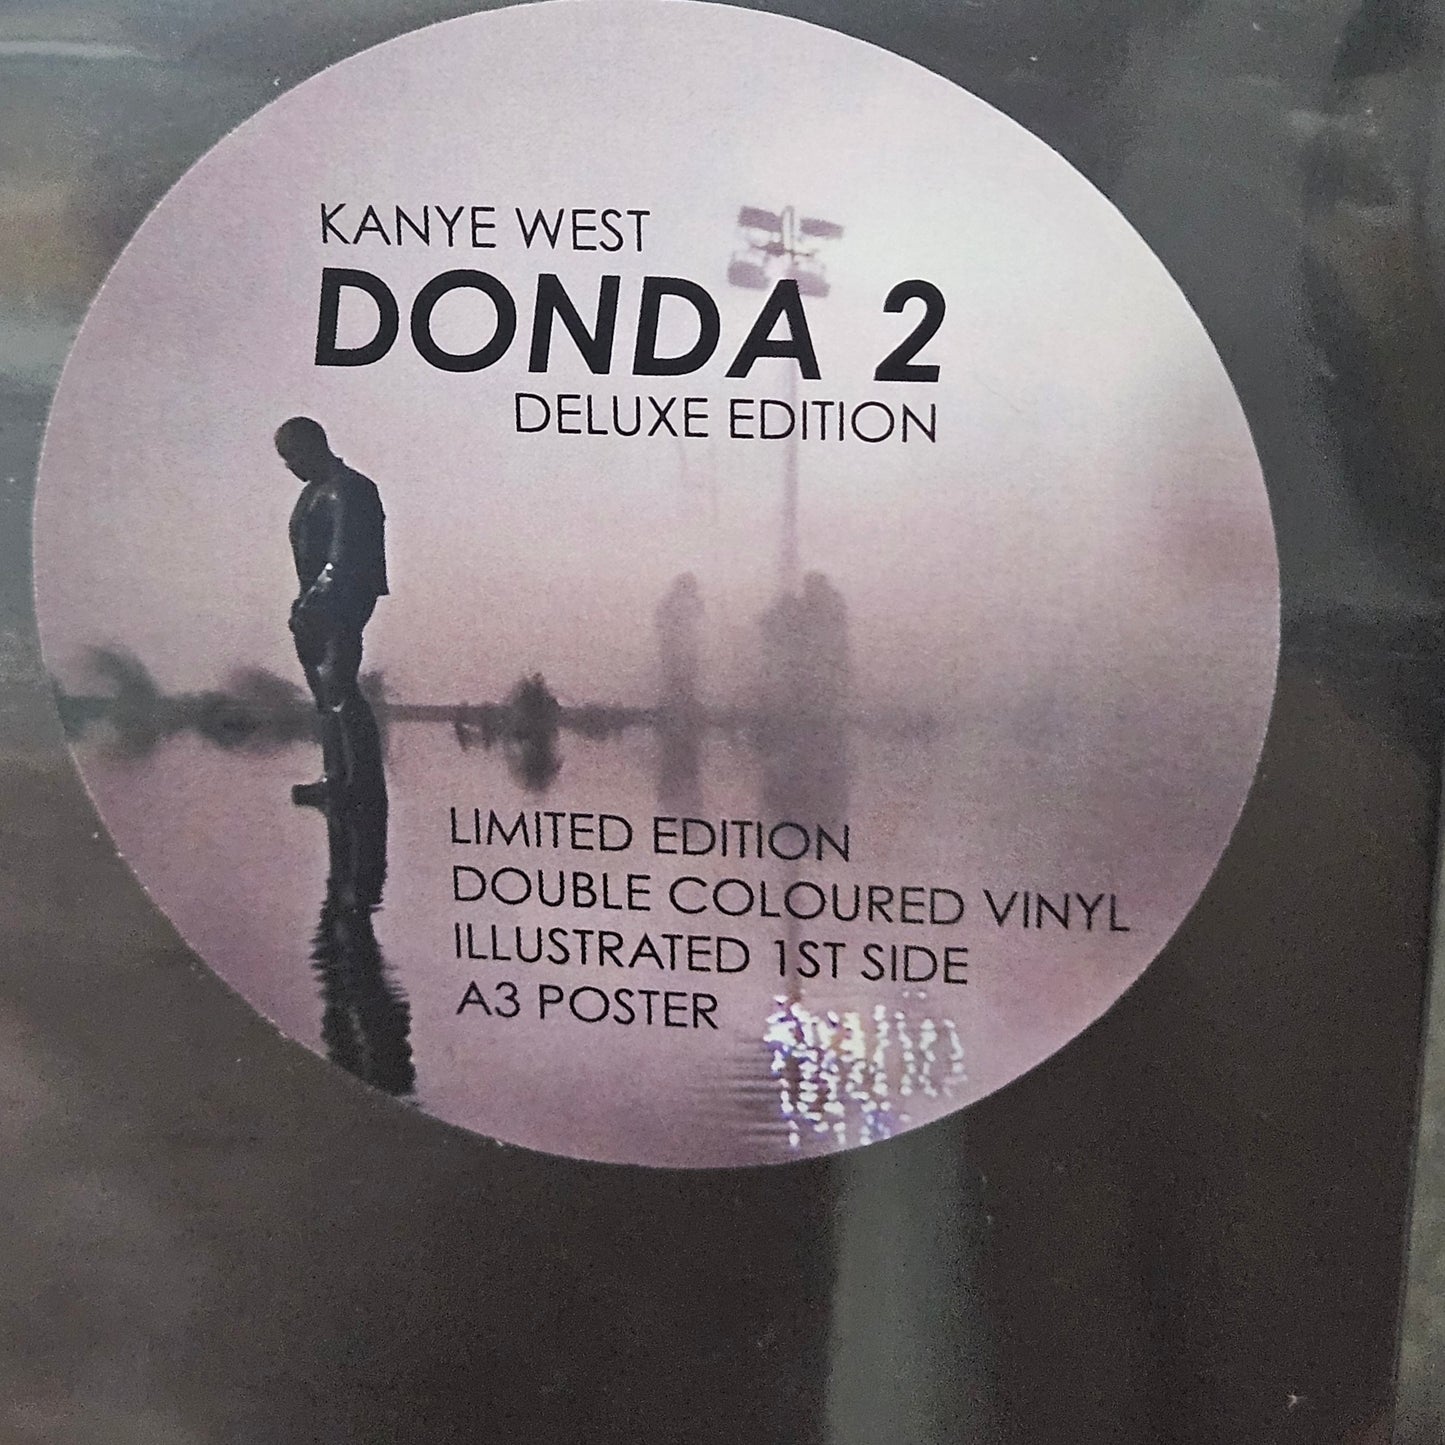 KANYE WEST
DONDA 2
DELUXE EDITION
LIMITED EDITION
DOUBLE COLOURED VINYL
ILLUSTRATED 1ST SIDE
A3 POSTER